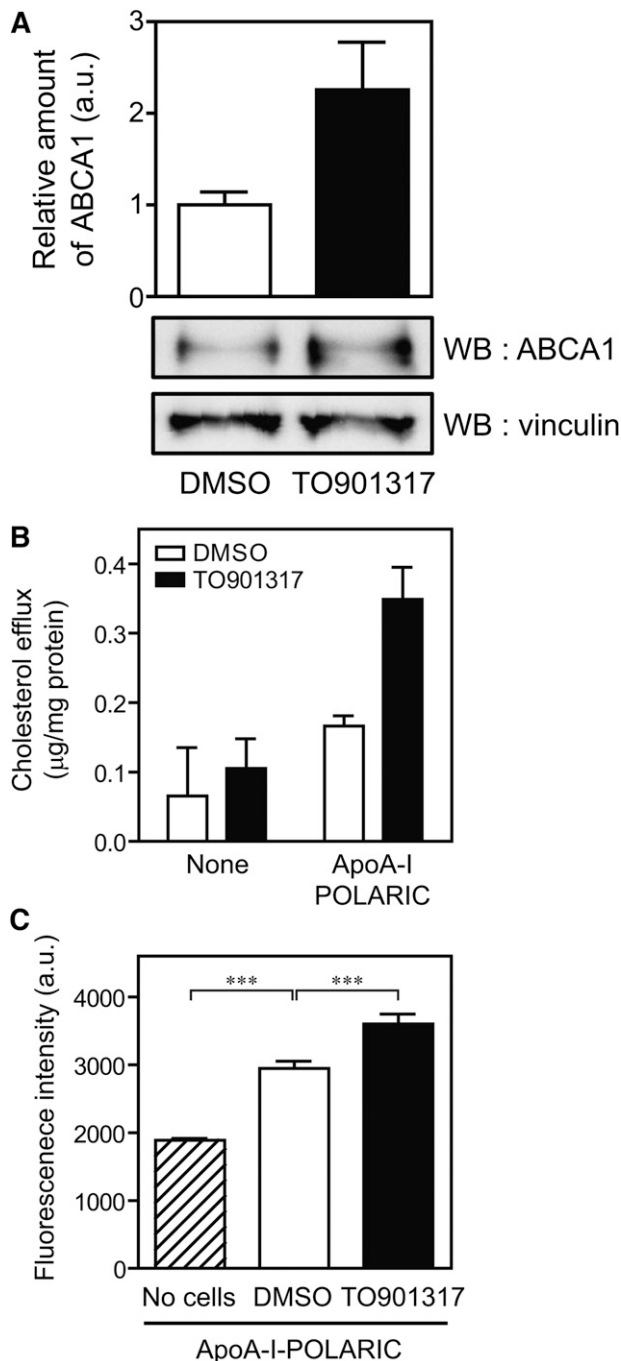 A
Relative amount
of ABCA1 (a.u.)
3
2
1
0
WB : ABCA1
WB : vinculin
DMSO TO901317
B
Cholesterol efflux
(μg/mg protein)
DMSO
TO901317
0.4
0.3
0.2
0.1
0.0
None ApoA-I
POLARIC
C
Fluorescenece intensity (a.u.)
*** ***
4000
3000
2000
1000
0
No cells DMSO TO901317
ApoA-I-POLARIC